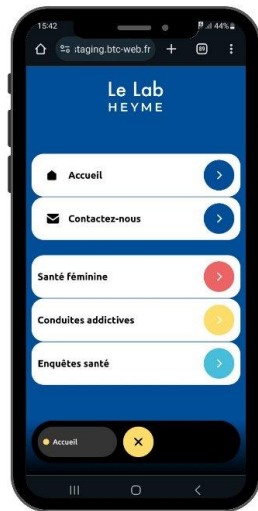 15:42
44%
staging.btc-web.fr
89
Le Lab
HEYME
Accueil
Contactez-nous
Santé féminine
Conduites addictives
Enquêtes santé
Accueil